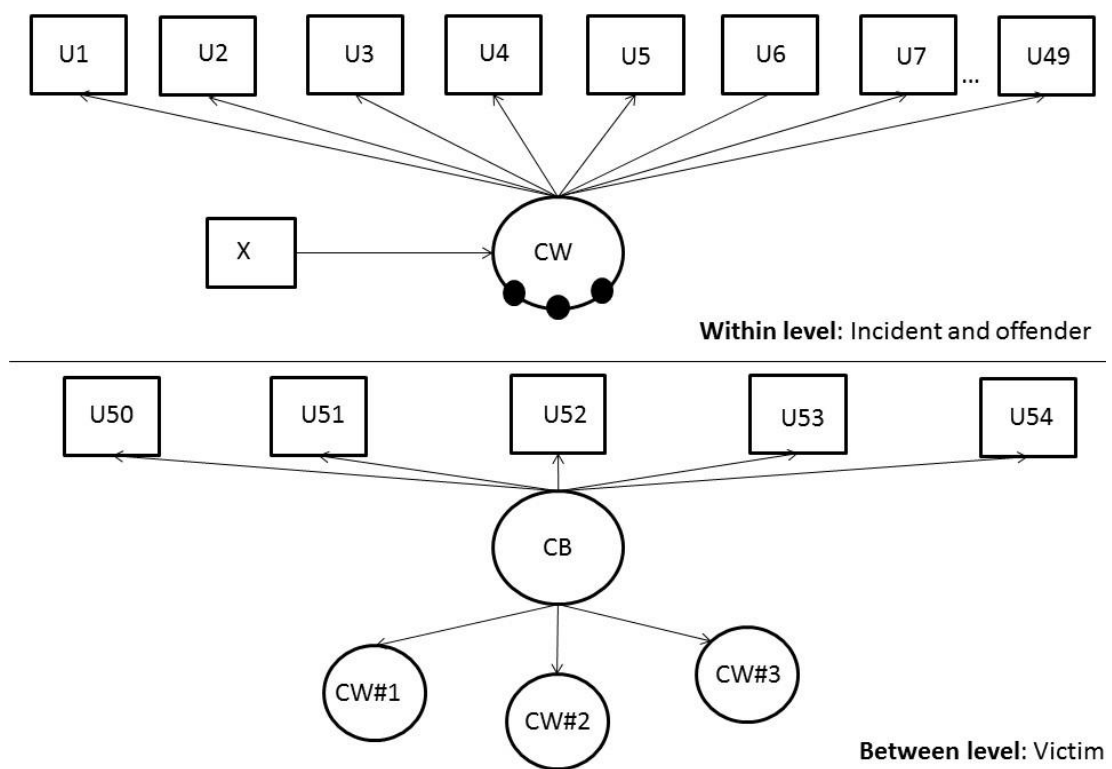 U1
U2
U3
U4
U5
U6
U7
...
U49
X
CW
Within level: Incident and offender
U50
U51
U52
U53
U54
CB
CW#1
CW#2
CW#3
Between level: Victim